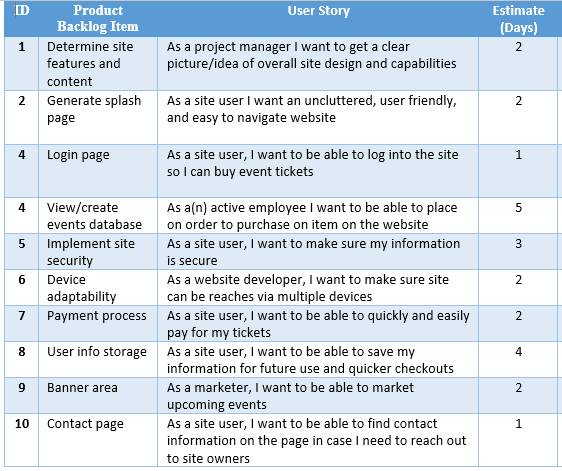 ID Product Backlog Item User Story Estimate (Days)
1 Determine site features and content As a project manager I want to get a clear picture/idea of overall site design and capabilities 2
2 Generate splash page As a site user I want an uncluttered, user friendly, and easy to navigate website 2
4 Login page As a site user, I want to be able to log into the site so I can buy event tickets 1
4 View/create events database As a(n) active employee I want to be able to place on order to purchase on item on the website 5
5 Implement site security As a site user, I want to make sure my information is secure 3
6 Device adaptability As a website developer, I want to make sure site can be reaches via multiple devices 2
7 Payment process As a site user, I want to be able to quickly and easily pay for my tickets 2
8 User info storage As a site user, I want to be able to save my information for future use and quicker checkouts 4
9 Banner area As a marketer, I want to be able to market upcoming events 2
10 Contact page As a site user, I want to be able to find contact information on the page in case I need to reach out to site owners 1